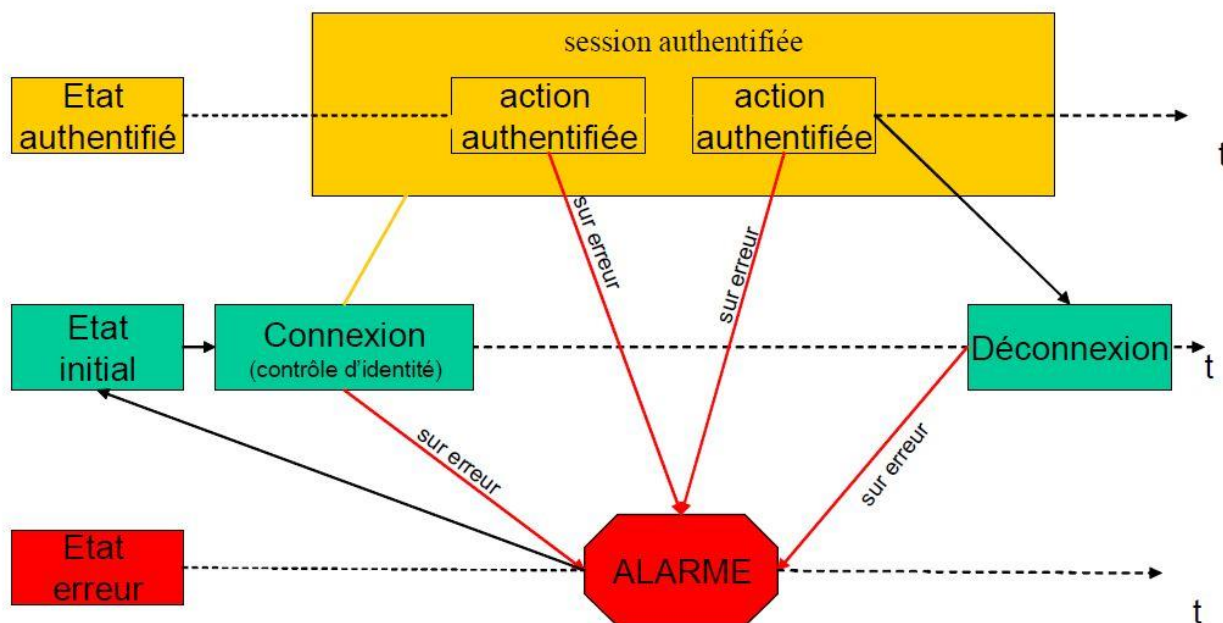 session authentifiée
Etat
authentifié
action
authentifiée
action
authentifiée
t
sur erreur
sur erreur
Etat
initial
Connexion
(contrôle d'identité)
Déconnexion
t
sur erreur
sur erreur
Etat
erreur
ALARME
t